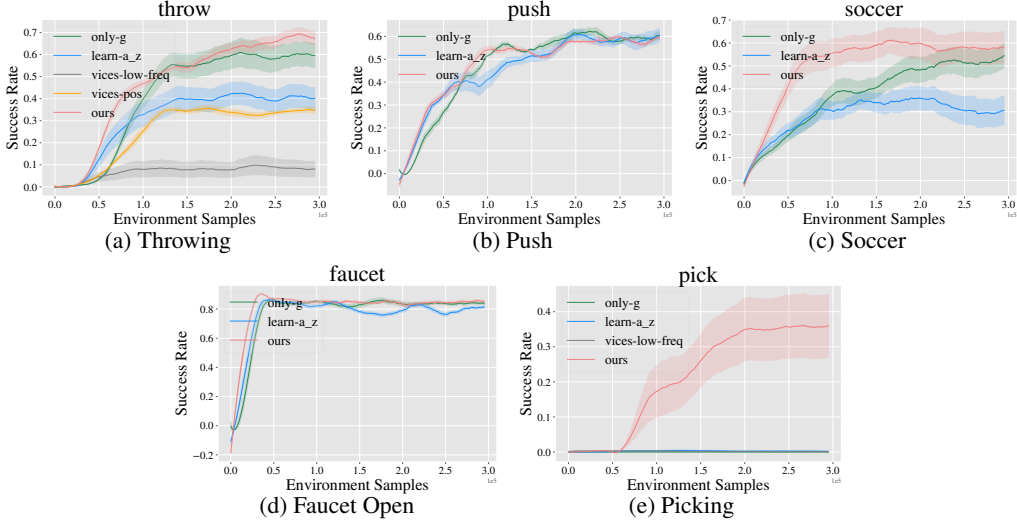 throw
Success Rate
0.7
0.6
0.5
0.4
0.3
0.2
0.1
0.0
only-g
learn-a_z
vices-low-freq
vices-pos
ours
0.0 0.5 1.0 1.5 2.0 2.5 3.0
1e5
Environment Samples
(a) Throwing
push
Success Rate
0.6
0.5
0.4
0.3
0.2
0.1
0.0
only-g
learn-a_z
ours
0.0 0.5 1.0 1.5 2.0 2.5 3.0
1e5
Environment Samples
(b) Push
soccer
Success Rate
0.7
0.6
0.5
0.4
0.3
0.2
0.1
0.0
only-g
learn-a_z
ours
0.0 0.5 1.0 1.5 2.0 2.5 3.0
1e5
Environment Samples
(c) Soccer
faucet
Success Rate
0.8
0.6
0.4
0.2
0.0
−0.2
only-g
learn-a_z
ours
0.0 0.5 1.0 1.5 2.0 2.5 3.0
1e5
Environment Samples
(d) Faucet Open
pick
Success Rate
0.4
0.3
0.2
0.1
0.0
only-g
learn-a_z
vices-low-freq
ours
0.0 0.5 1.0 1.5 2.0 2.5 3.0
1e5
Environment Samples
(e) Picking